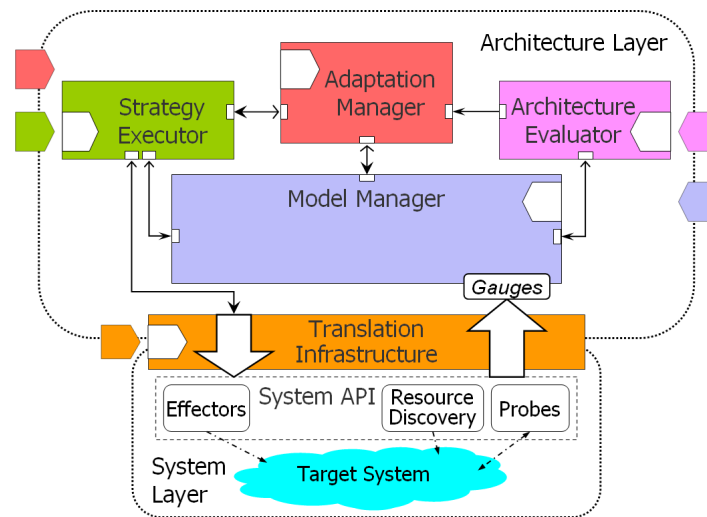 Architecture Layer
Strategy
Executor
Adaptation
Manager
Architecture
Evaluator
Model Manager
Gauges
Translation
Infrastructure
System API
Effectors
Resource
Discovery
Probes
System
Layer
Target System